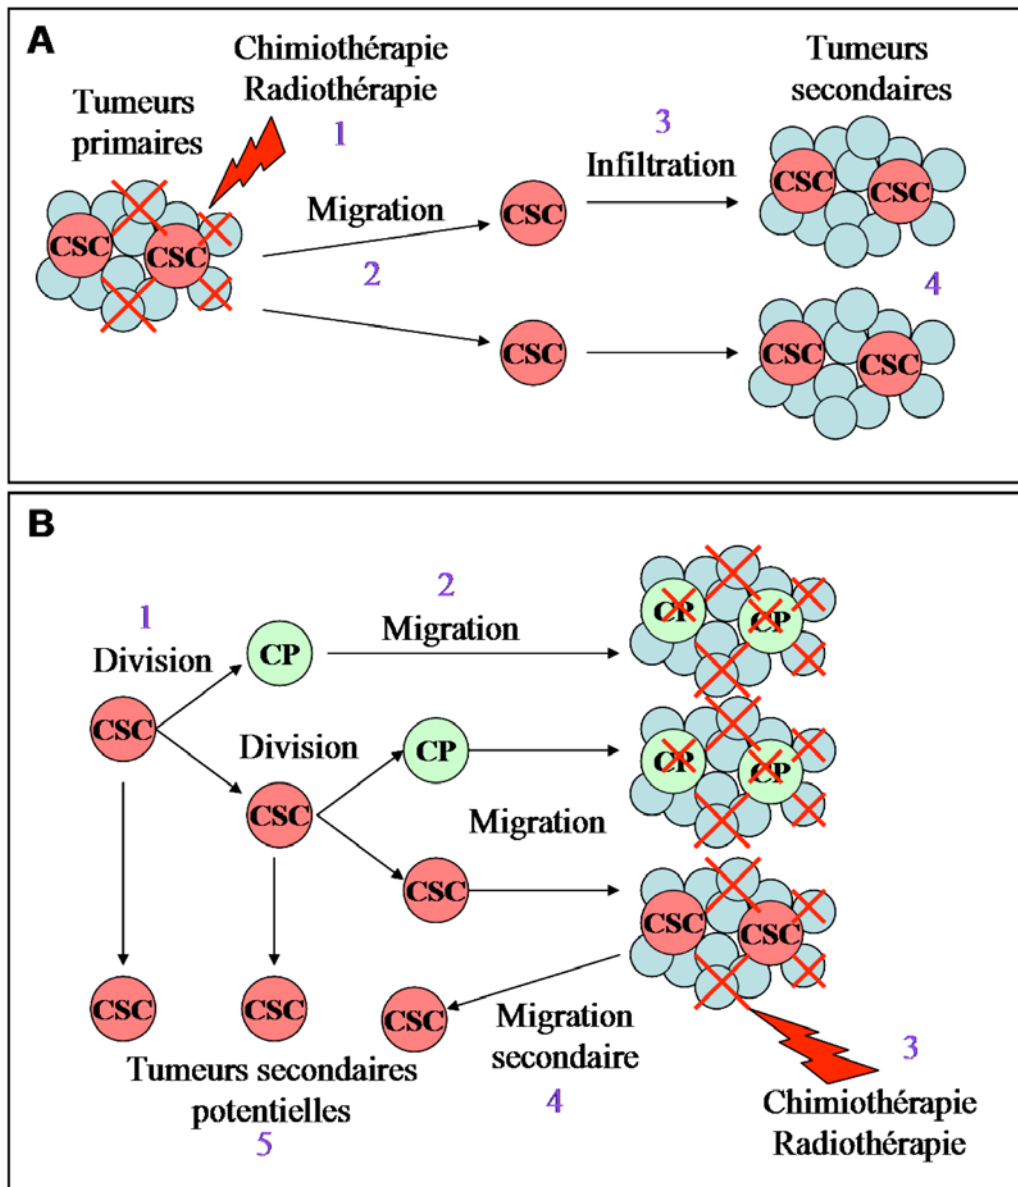 A
Chimiothérapie
Radiothérapie
1
Tumeurs
primaires
Tumeurs
secondaires
3
Infiltration
Migration
2
CSC
CSC
CSC
CSC
CSC
CSC
4
CSC
CSC
B
1
Division
2
Migration
CP
CP
CP
CSC
Division
CP
CP
CP
CSC
Migration
CSC
CSC
CSC
CSC
CSC
CSC
Migration
secondaire
4
Tumeurs secondaires
potentielles
5
3
Chimiothérapie
Radiothérapie